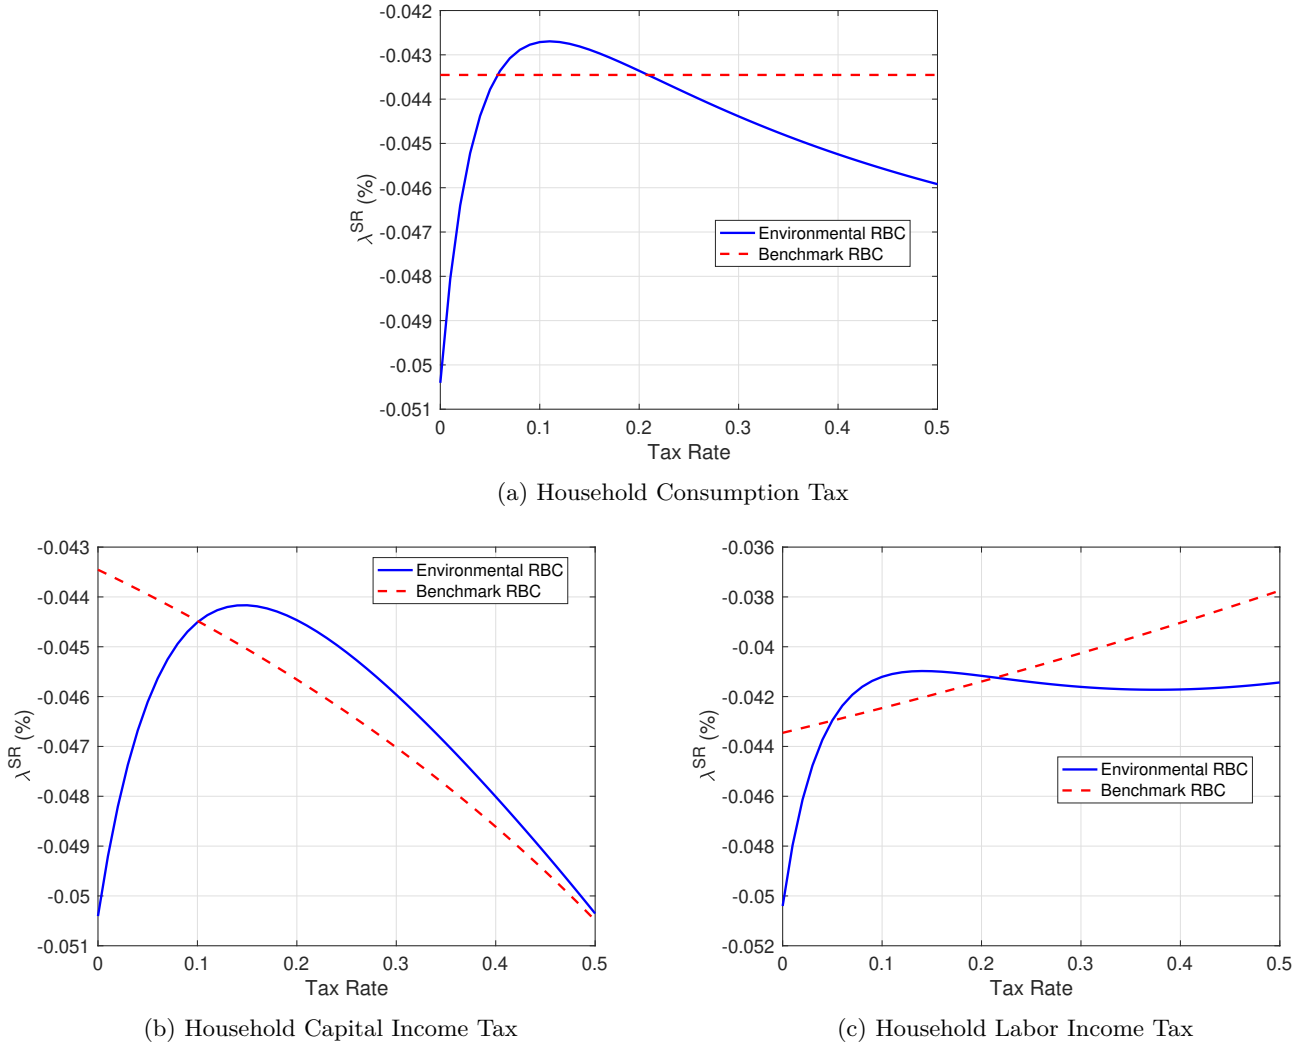 -0.042
-0.043
-0.044
-0.045
-0.046
-0.047
-0.048
-0.049
-0.05
-0.051
λ^SR (%)
Environmental RBC
Benchmark RBC
0 0.1 0.2 0.3 0.4 0.5
Tax Rate
(a) Household Consumption Tax
-0.043
-0.044
-0.045
-0.046
-0.047
-0.048
-0.049
-0.05
-0.051
λ^SR (%)
Environmental RBC
Benchmark RBC
0 0.1 0.2 0.3 0.4 0.5
Tax Rate
(b) Household Capital Income Tax
-0.036
-0.038
-0.04
-0.042
-0.044
-0.046
-0.048
-0.05
-0.052
λ^SR (%)
Environmental RBC
Benchmark RBC
0 0.1 0.2 0.3 0.4 0.5
Tax Rate
(c) Household Labor Income Tax